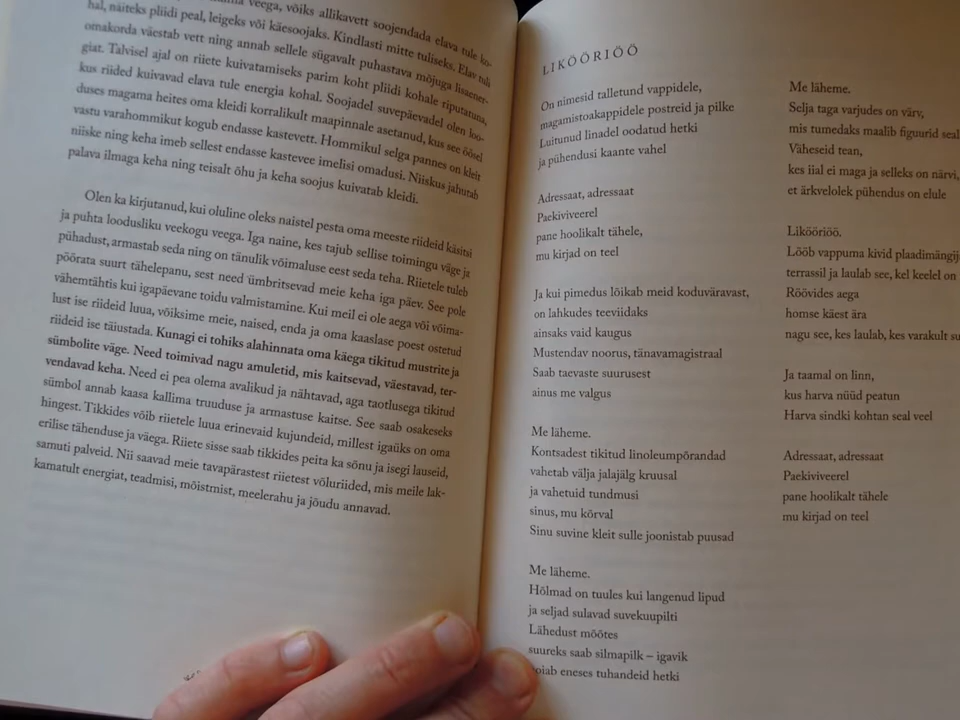 veega, võiks allikavett soojendada elava tule ko-
hal, näiteks pliidi peal, leigeks või käesoojaks. Kindlasti mitte tuliseks. Elav tuli
omakorda väestab vett ning annab sellele sügavalt puhastava mõjuga lisaener-
giat. Talvisel ajal on riiete kuivatamiseks parim koht pliidi kohale riputatuna,
kus riided kuivavad elava tule energia kohal. Soojadel suvepäevadel olen loo-
duses magama heites oma kleidi korralikult maapinnale asetanud, kus see öösel
vastu varahommikut kogub endasse kastevett. Hommikul selga pannes on kleit
niiske ning keha imeb sellest endasse kastevee imelisi omadusi. Niiskus jahutab
palava ilmaga keha ning teisalt õhu ja keha soojus kuivatab kleidi.
Olen ka kirjutanud, kui oluline oleks naistel pesta oma meeste riideid käsitsi
ja puhta loodusliku veekogu veega. Iga naine, kes tajub sellise toimingu väge ja
pühadust, armastab seda ning on tänulik võimaluse eest seda teha. Riietele tuleb
pöörata suurt tähelepanu, sest need ümbritsevad meie keha iga päev. See pole
vähemtähtis kui igapäevane toidu valmistamine. Kui meil ei ole aega või võima-
lust ise riideid luua, võiksime meie, naised, enda ja oma kaaslase poest ostetud
riideid ise täiustada. Kunagi ei tohiks alahinnata oma käega tikitud mustrite ja
sümbolite väge. Need toimivad nagu amuletid, mis kaitsevad, väestavad, ter-
vendavad keha. Need ei pea olema avalikud ja nähtavad, aga taotlusega tikitud
sümbol annab kaasa kallima truuduse ja armastuse kaitse. See saab osakeseks
hingest. Tikkides võib riietele luua erinevaid kujundeid, millest igaüks on oma
erilise tähenduse ja väega. Riiete sisse saab tikkides peita ka sõnu ja isegi lauseid,
samuti palveid. Nii saavad meie tavapärastest riietest võluriided, mis meile lak-
kamatult energiat, teadmisi, mõistmist, meelerahu ja jõudu annavad.
LIKÖÖRIÖÖ
On nimesid talletund vappidele,
magamistoakappidele postreid ja pilke
Luitunud linadel oodatud hetki
ja pühendusi kaante vahel
Adressaat, adressaat
Paekiviveerel
pane hoolikalt tähele,
mu kirjad on teel
Ja kui pimedus lõikab meid koduväravast,
on lahkudes teeviidaks
ainsaks vaid kaugus
Mustendav noorus, tänavamagistraal
Saab taevaste suurusest
ainus me valgus
Me läheme.
Kontsadest tikitud linoleumpõrandad
vahetab välja jalajälg kruusal
ja vahetuid tundmusi
sinus, mu kõrval
Sinu suvine kleit sulle joonistab puusad
Me läheme.
Hõlmad on tuules kui langenud lipud
ja seljad sulavad suvekuupilti
Lähedust mõõtes
suureks saab silmapilk – igavik
eneses tuhandeid hetki
Me läheme.
Selja taga varjudes on värv,
mis tumedaks maalib figuurid seal
Väheseid tean,
kes iial ei maga ja selleks on närvi,
et ärkvelolek pühendus on elule
Likööriöö.
Lööb vappuma kivid plaadimängij
terrassil ja laulab see, kel keelel on
Röövides aega
homse käest ära
nagu see, kes laulab, kes varakult su
Ja taamal on linn,
kus harva nüüd peatun
Harva sindki kohtan seal veel
Adressaat, adressaat
Paekiviveerel
pane hoolikalt tähele
mu kirjad on teel